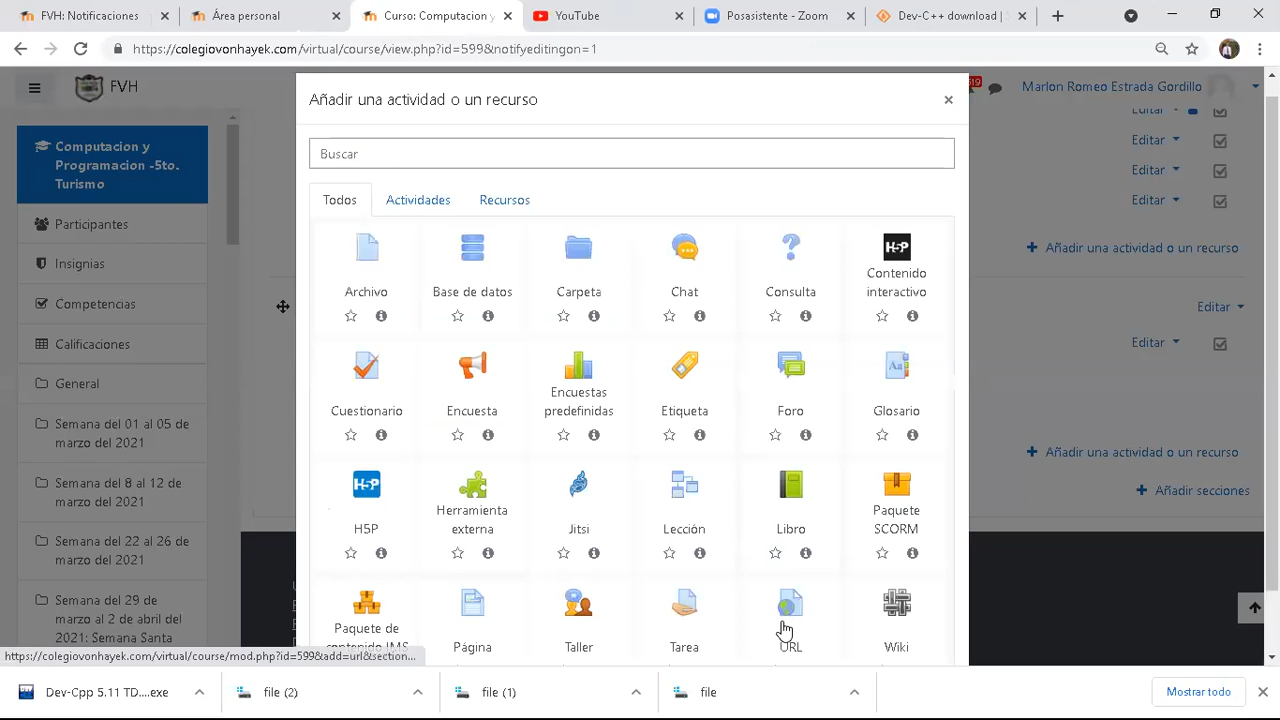 FVH: Notificaciones
Área personal
Curso: Computacion y
YouTube
Posasistente - Zoom
Dev-C++ download |
https://colegiovonhayek.com/virtual/course/view.php?id=599&notifyeditingon=1
FVH
Añadir una actividad o un recurso
Marlon Romeo Estrada Gordillo
Editar
Computacion y
Programacion -5to.
Turismo
Buscar
Editar
Editar
Editar
Todos
Actividades
Recursos
Participantes
Añadir una actividad o un recurso
Insignias
Archivo
Base de datos
Carpeta
Chat
Consulta
Contenido
interactivo
Competencias
Editar
Calificaciones
Editar
General
Cuestionario
Encuesta
Encuestas
predefinidas
Etiqueta
Foro
Glosario
Semana del 01 al 05 de
marzo del 2021
Añadir una actividad o un recurso
Semana del 8 al 12 de
marzo del 2021
Añadir secciones
H5P
H5P
Herramienta
externa
Jitsi
Lección
Libro
Paquete
SCORM
Semana del 22 al 26 de
marzo del 2021
Semana del 29 de
marzo al 2 de abril del
2021: Semana Santa
Paquete de
contenido IMS
Página
Taller
Tarea
URL
Wiki
https://colegiovonhayek.com/virtual/course/mod.php?id=599&add=url&section...
Dev-Cpp 5.11 TD....exe
file (2)
file (1)
file
Mostrar todo